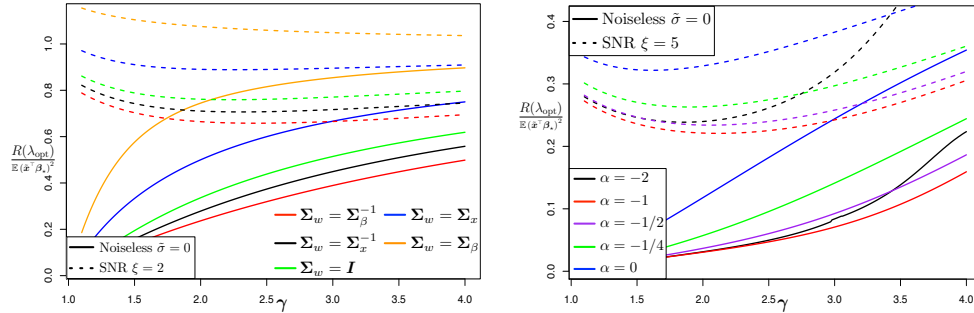 R(λ_opt) / 𝔼(x̃^⊤β_*)^2
0.0
0.2
0.4
0.6
0.8
1.0
Noiseless σ̃ = 0
SNR ξ = 2
Σ_w = Σ_β^{-1}
Σ_w = Σ_x^{-1}
Σ_w = I
Σ_w = Σ_x
Σ_w = Σ_β
1.0 1.5 2.0 2.5 3.0 3.5 4.0
γ
R(λ_opt) / 𝔼(x̃^⊤β_*)^2
0.0
0.1
0.2
0.3
0.4
Noiseless σ̃ = 0
SNR ξ = 5
α = −2
α = −1
α = −1/2
α = −1/4
α = 0
1.0 1.5 2.0 2.5 3.0 3.5 4.0
γ